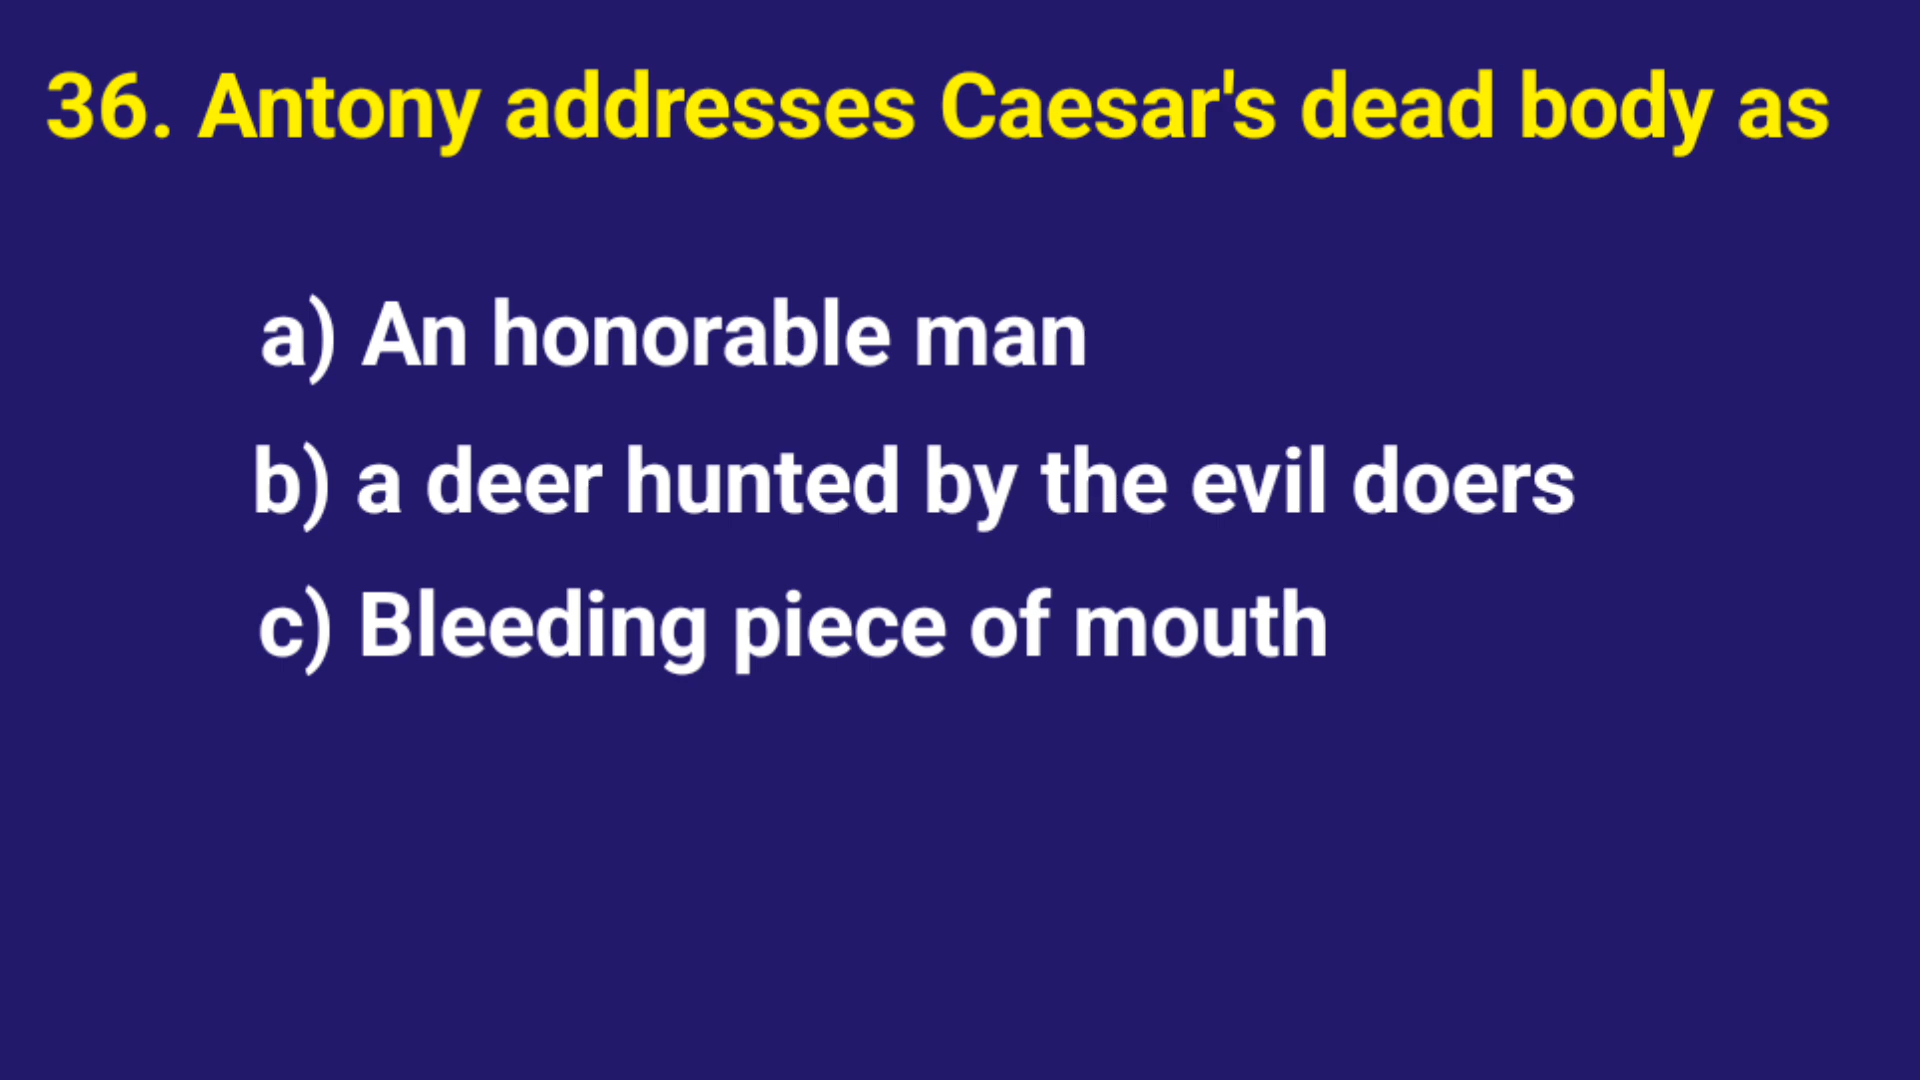 36. Antony addresses Caesar's dead body as
a) An honorable man
b) a deer hunted by the evil doers
c) Bleeding piece of mouth